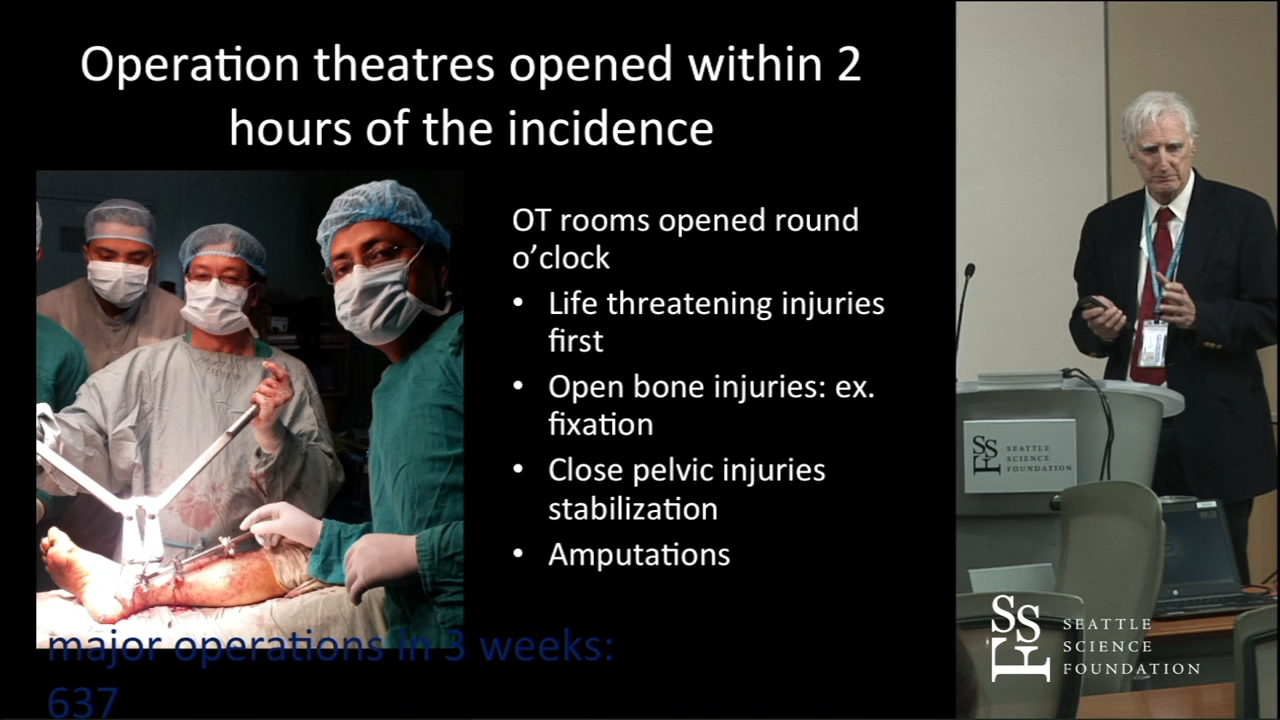 Operation theatres opened within 2
hours of the incidence
OT rooms opened round
o’clock
• Life threatening injuries
first
• Open bone injuries: ex.
fixation
• Close pelvic injuries
stabilization
• Amputations
major operations in 3 weeks:
637
SSF
SEATTLE
SCIENCE
FOUNDATION
SSF
SEATTLE
SCIENCE
FOUNDATION